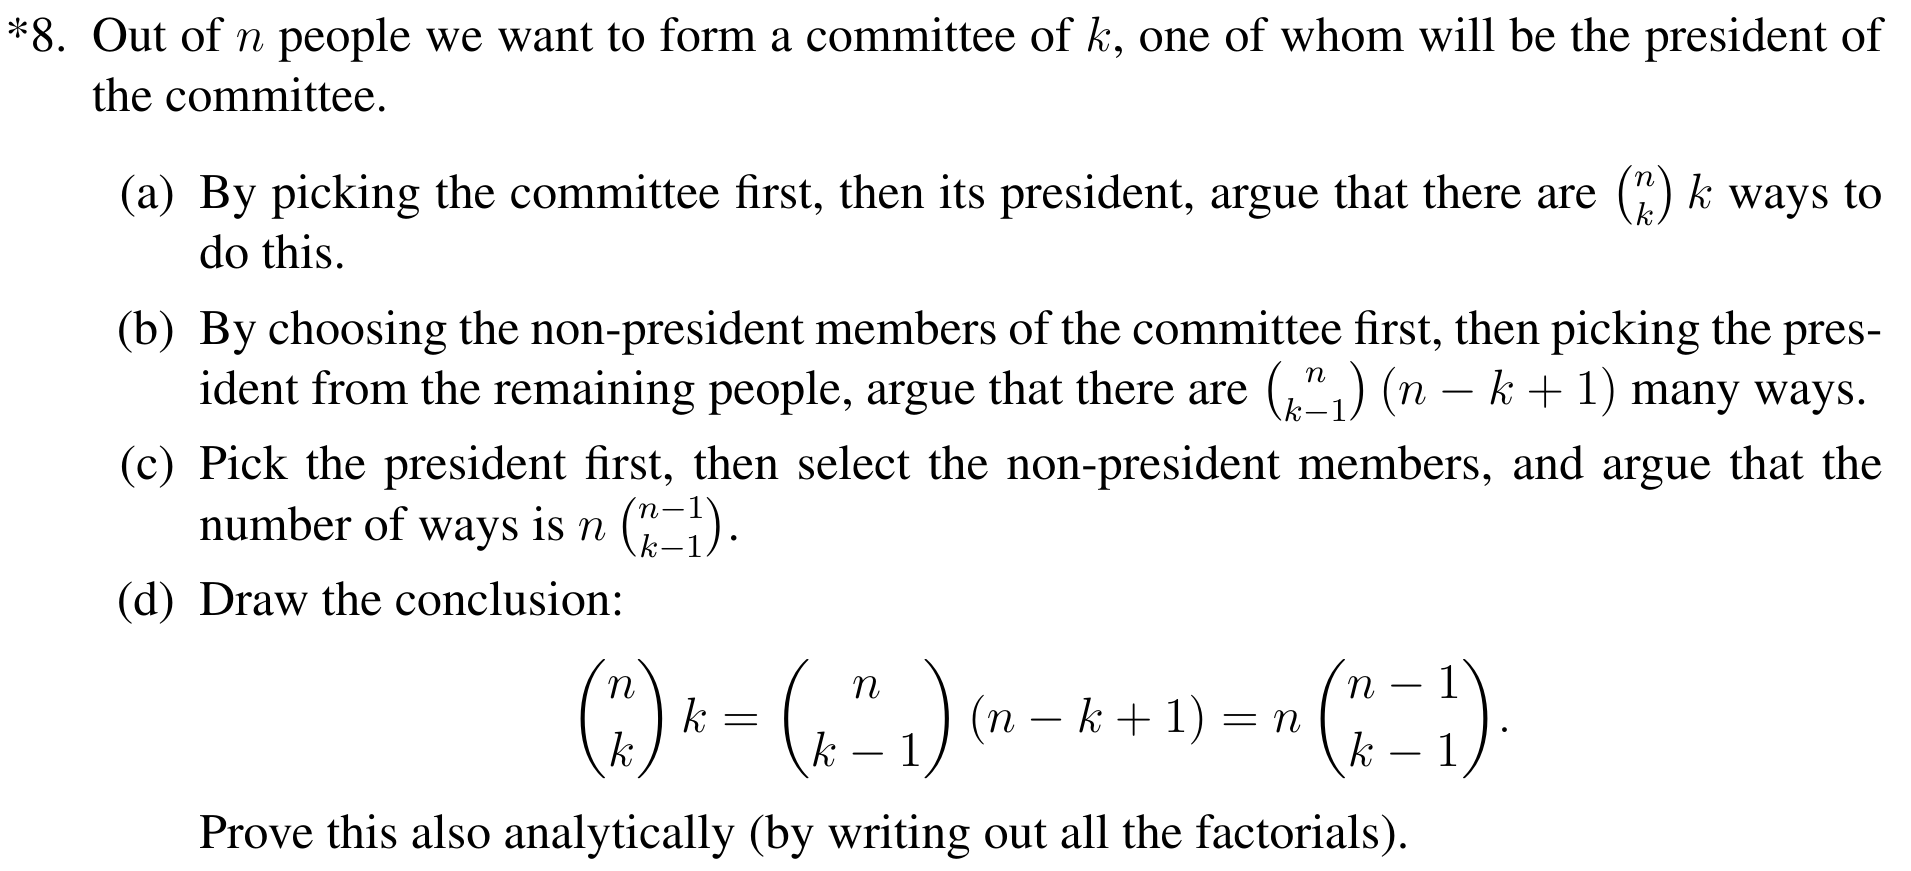 *8. Out of n people we want to form a committee of k, one of whom will be the president of
the committee.
(a) By picking the committee first, then its president, argue that there are $\binom{n}{k} k$ ways to
do this.
(b) By choosing the non-president members of the committee first, then picking the pres-
ident from the remaining people, argue that there are $\binom{n}{k-1} (n-k+1)$ many ways.
(c) Pick the president first, then select the non-president members, and argue that the
number of ways is $n \binom{n-1}{k-1}$.
(d) Draw the conclusion:
$\binom{n}{k} k = \binom{n}{k-1} (n-k+1) = n \binom{n-1}{k-1}.$
Prove this also analytically (by writing out all the factorials).